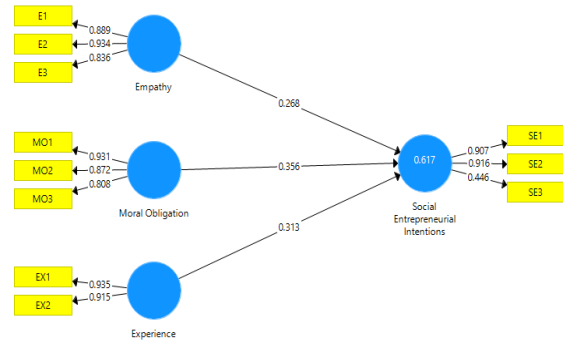 E1
E2
E3
0.889
0.934
0.836
Empathy
0.268
MO1
MO2
MO3
0.931
0.872
0.808
Moral Obligation
0.356
EX1
EX2
0.935
0.915
Experience
0.313
0.617
Social
Entrepreneurial
Intentions
0.907
0.916
0.446
SE1
SE2
SE3